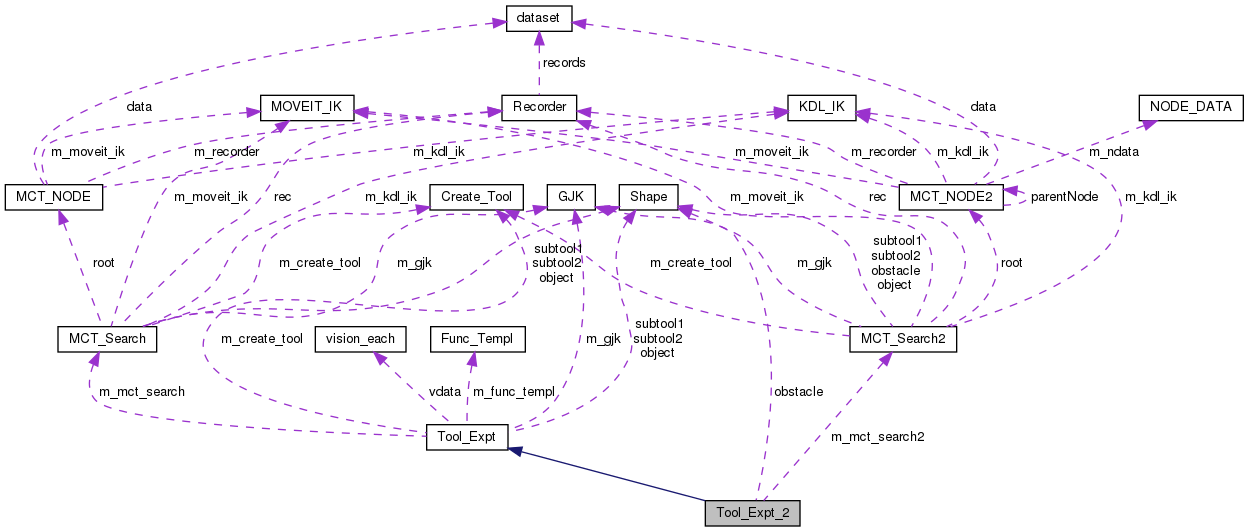 dataset
records
data
data
MOVEIT_IK
Recorder
KDL_IK
NODE_DATA
m_moveit_ik
m_recorder
m_kdl_ik
m_moveit_ik
m_recorder
m_kdl_ik
m_ndata
MCT_NODE
m_moveit_ik
rec
m_kdl_ik
Create_Tool
GJK
Shape
m_moveit_ik
rec
MCT_NODE2
parentNode
m_kdl_ik
root
m_create_tool
m_gjk
subtool1
subtool2
object
m_create_tool
m_gjk
subtool1
subtool2
obstacle
object
root
MCT_Search
m_create_tool
vision_each
Func_Templ
m_gjk
subtool1
subtool2
object
MCT_Search2
m_mct_search
vdata
m_func_templ
obstacle
Tool_Expt
m_mct_search2
Tool_Expt_2